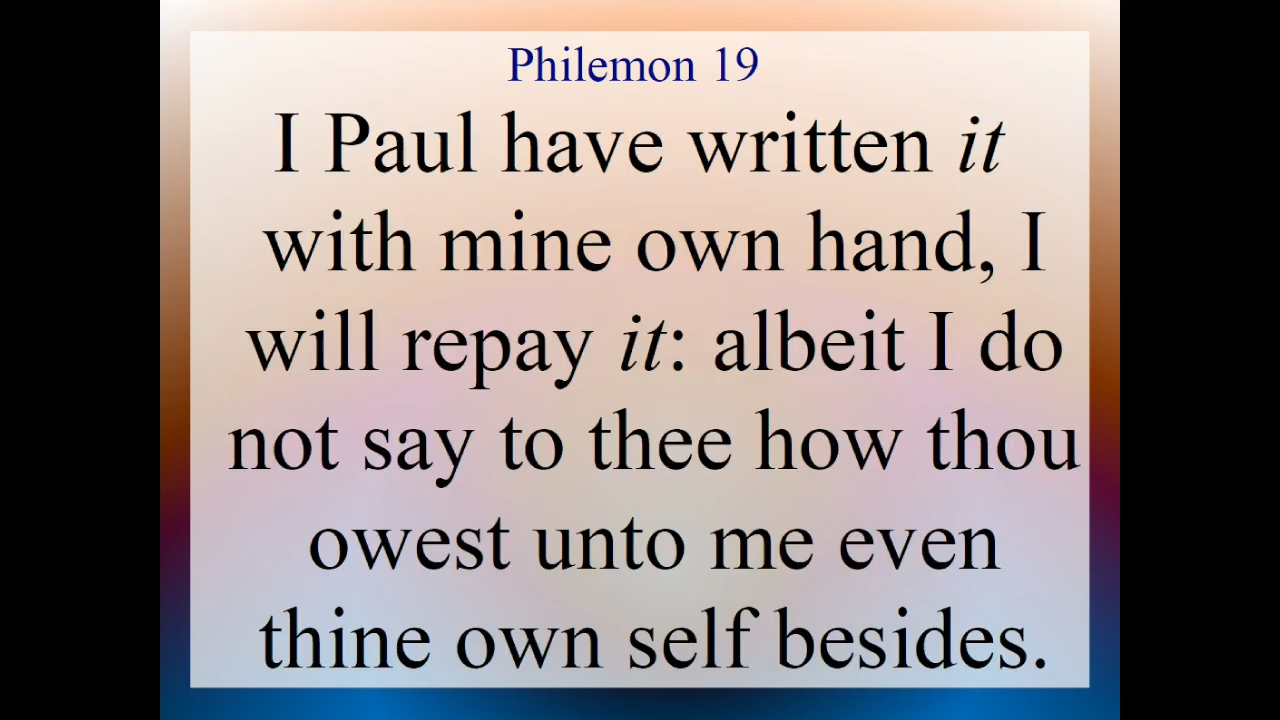 Philemon 19
I Paul have written it
with mine own hand, I
will repay it: albeit I do
not say to thee how thou
owest unto me even
thine own self besides.